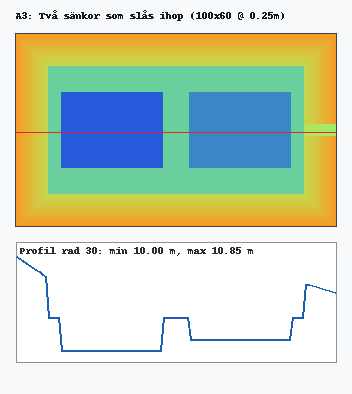 A3: Två sänkor som slås ihop (100x60 @ 0.25m)
Profil rad 30: min 10.00 m, max 10.85 m